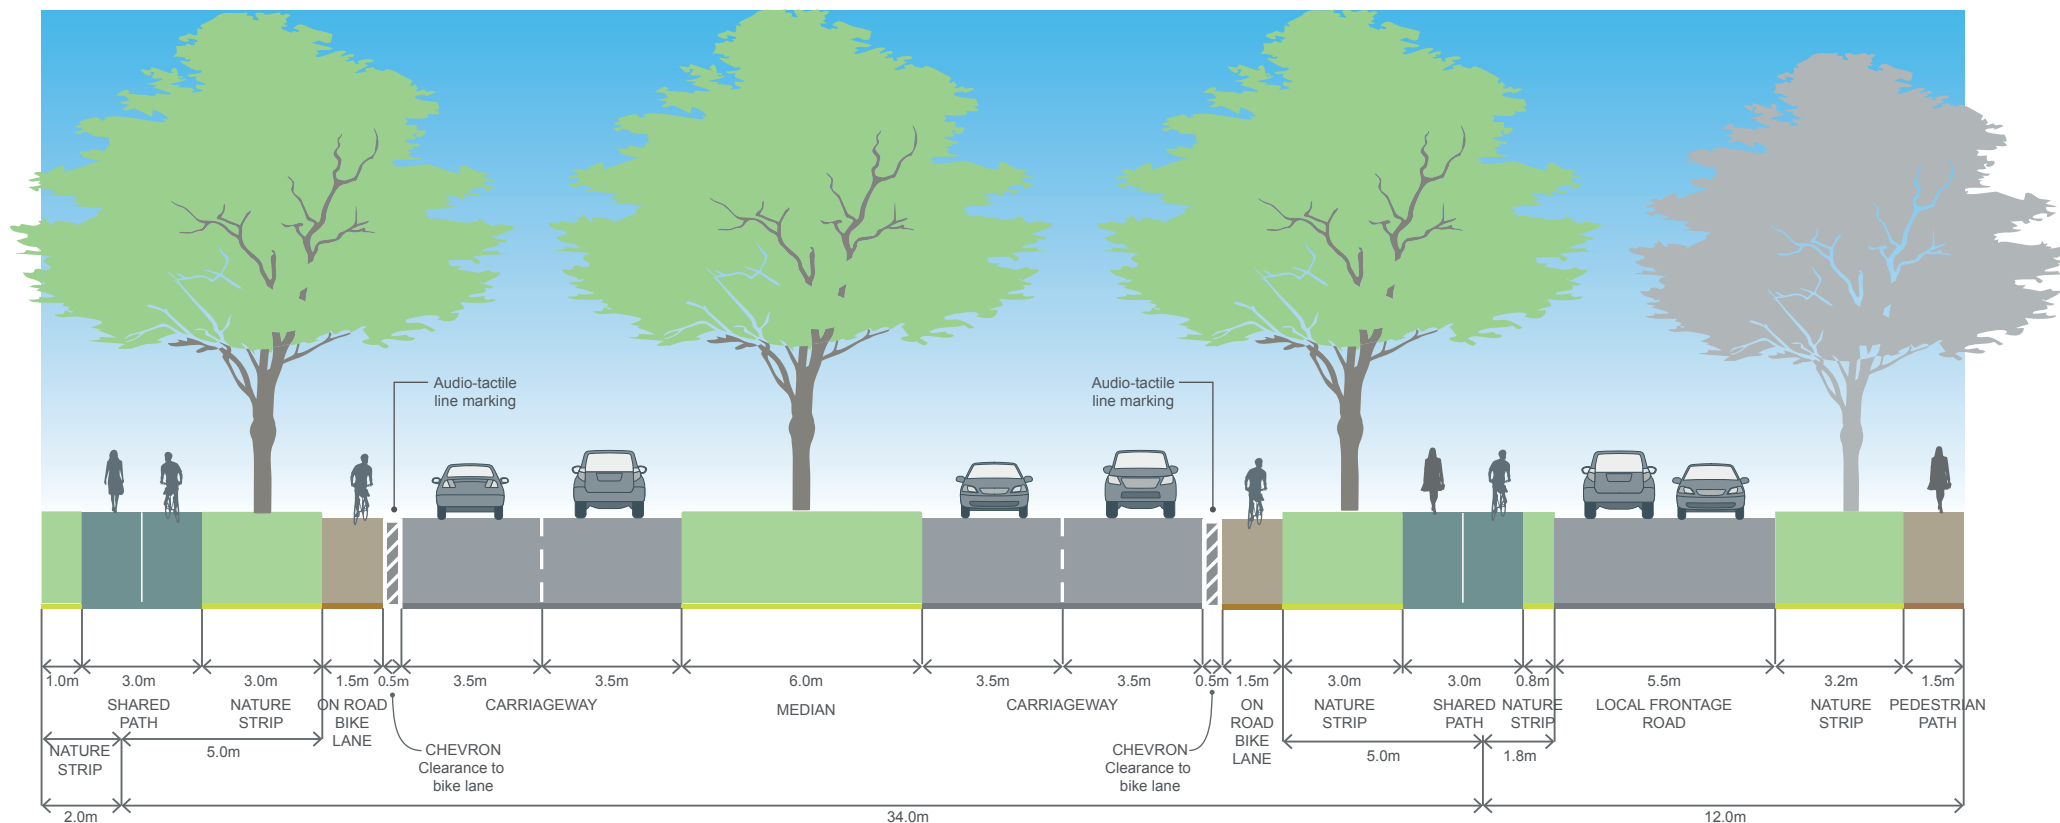 Audio-tactile
line marking
Audio-tactile
line marking
1.0m
3.0m
3.0m
1.5m
0.5m
3.5m
3.5m
6.0m
3.5m
3.5m
0.5m
1.5m
3.0m
3.0m
0.8m
5.5m
3.2m
1.5m
SHARED
PATH
NATURE
STRIP
ON ROAD
BIKE
LANE
CARRIAGEWAY
MEDIAN
CARRIAGEWAY
ON
ROAD
BIKE
LANE
NATURE
STRIP
SHARED
PATH
NATURE
STRIP
LOCAL FRONTAGE
ROAD
NATURE
STRIP
PEDESTRIAN
PATH
NATURE
STRIP
5.0m
CHEVRON
Clearance to
bike lane
CHEVRON
Clearance to
bike lane
5.0m
1.8m
2.0m
34.0m
12.0m